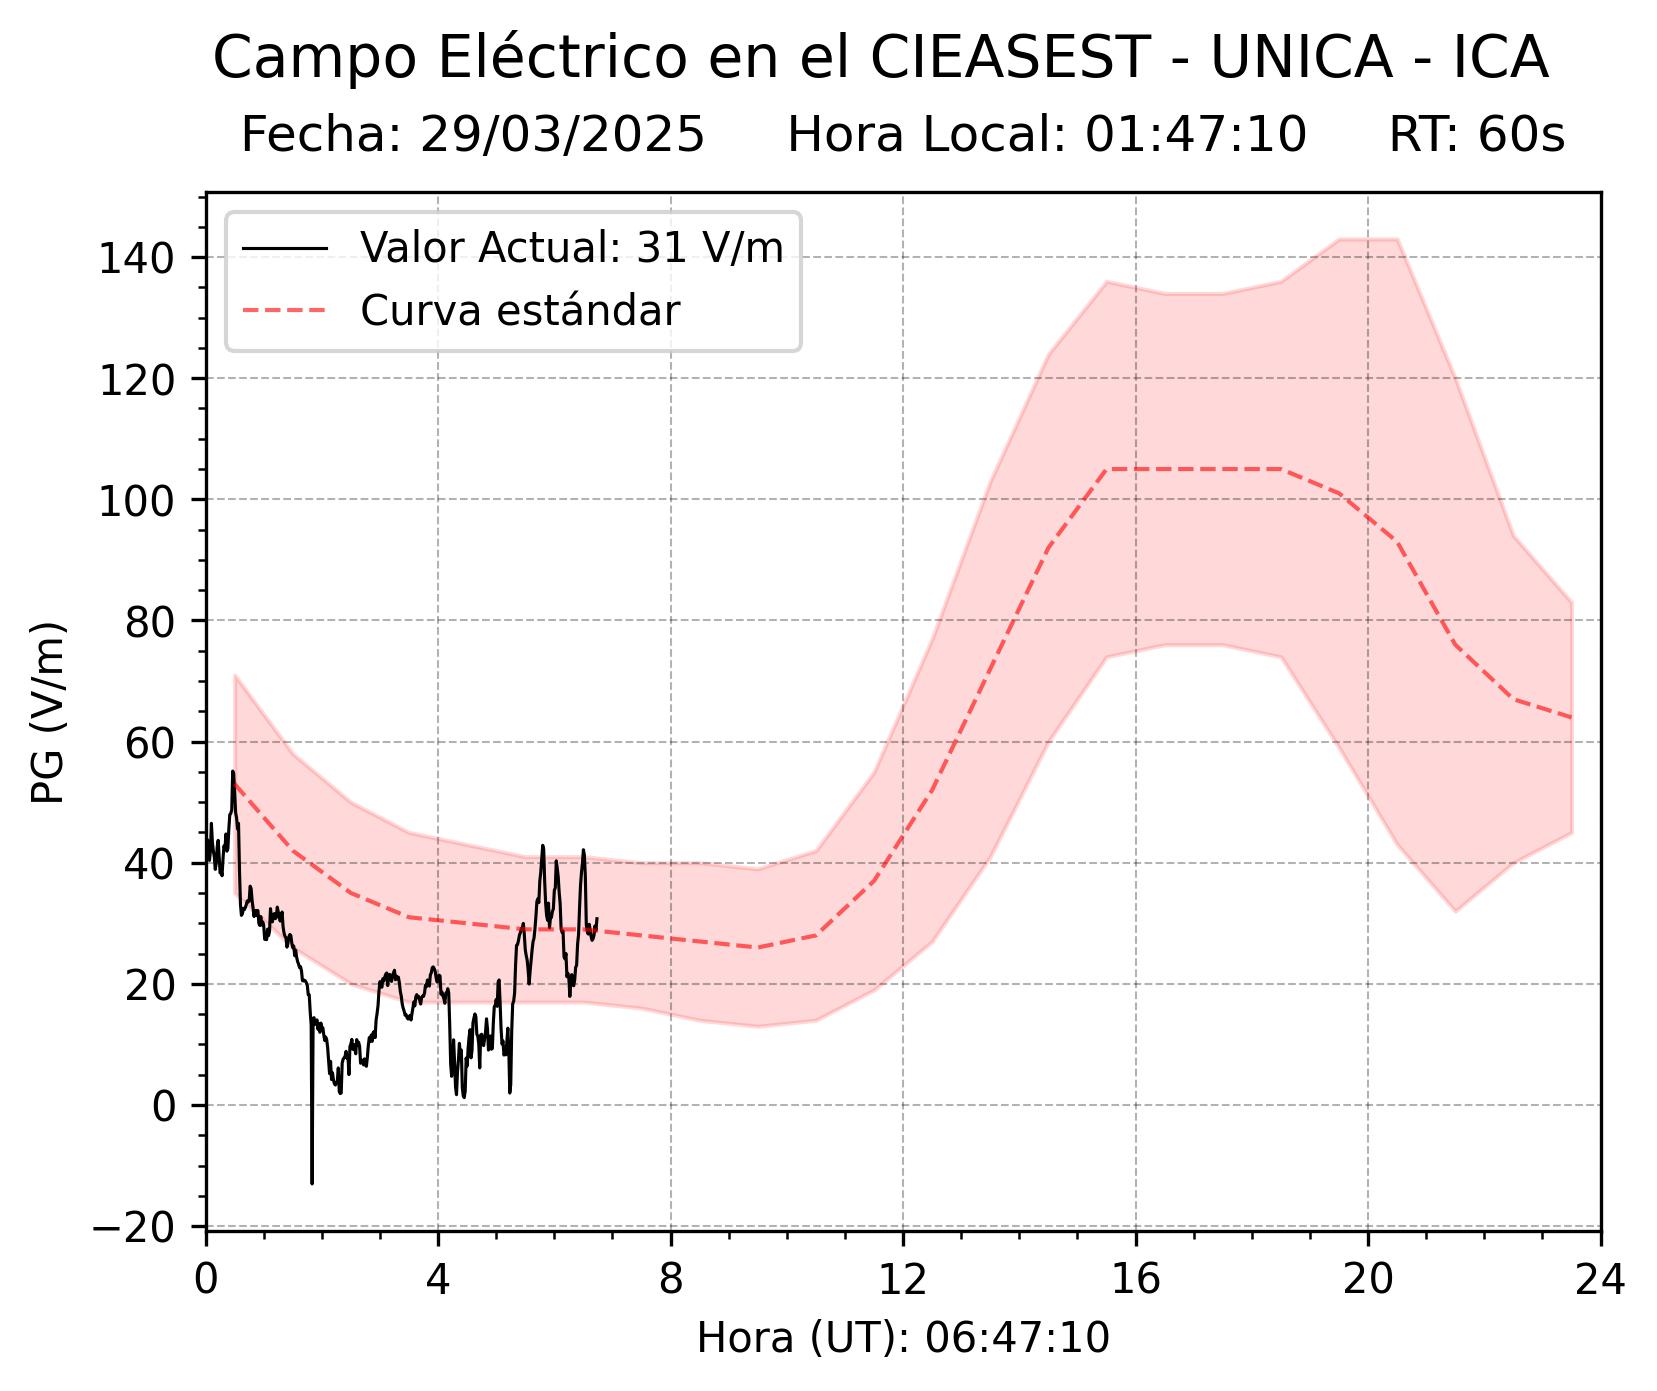 Campo Eléctrico en el CIEASEST - UNICA - ICA
Fecha: 29/03/2025 Hora Local: 01:47:10 RT: 60s
Valor Actual: 31 V/m
Curva estándar
PG (V/m)
140
120
100
80
60
40
20
0
−20
0 4 8 12 16 20 24
Hora (UT): 06:47:10